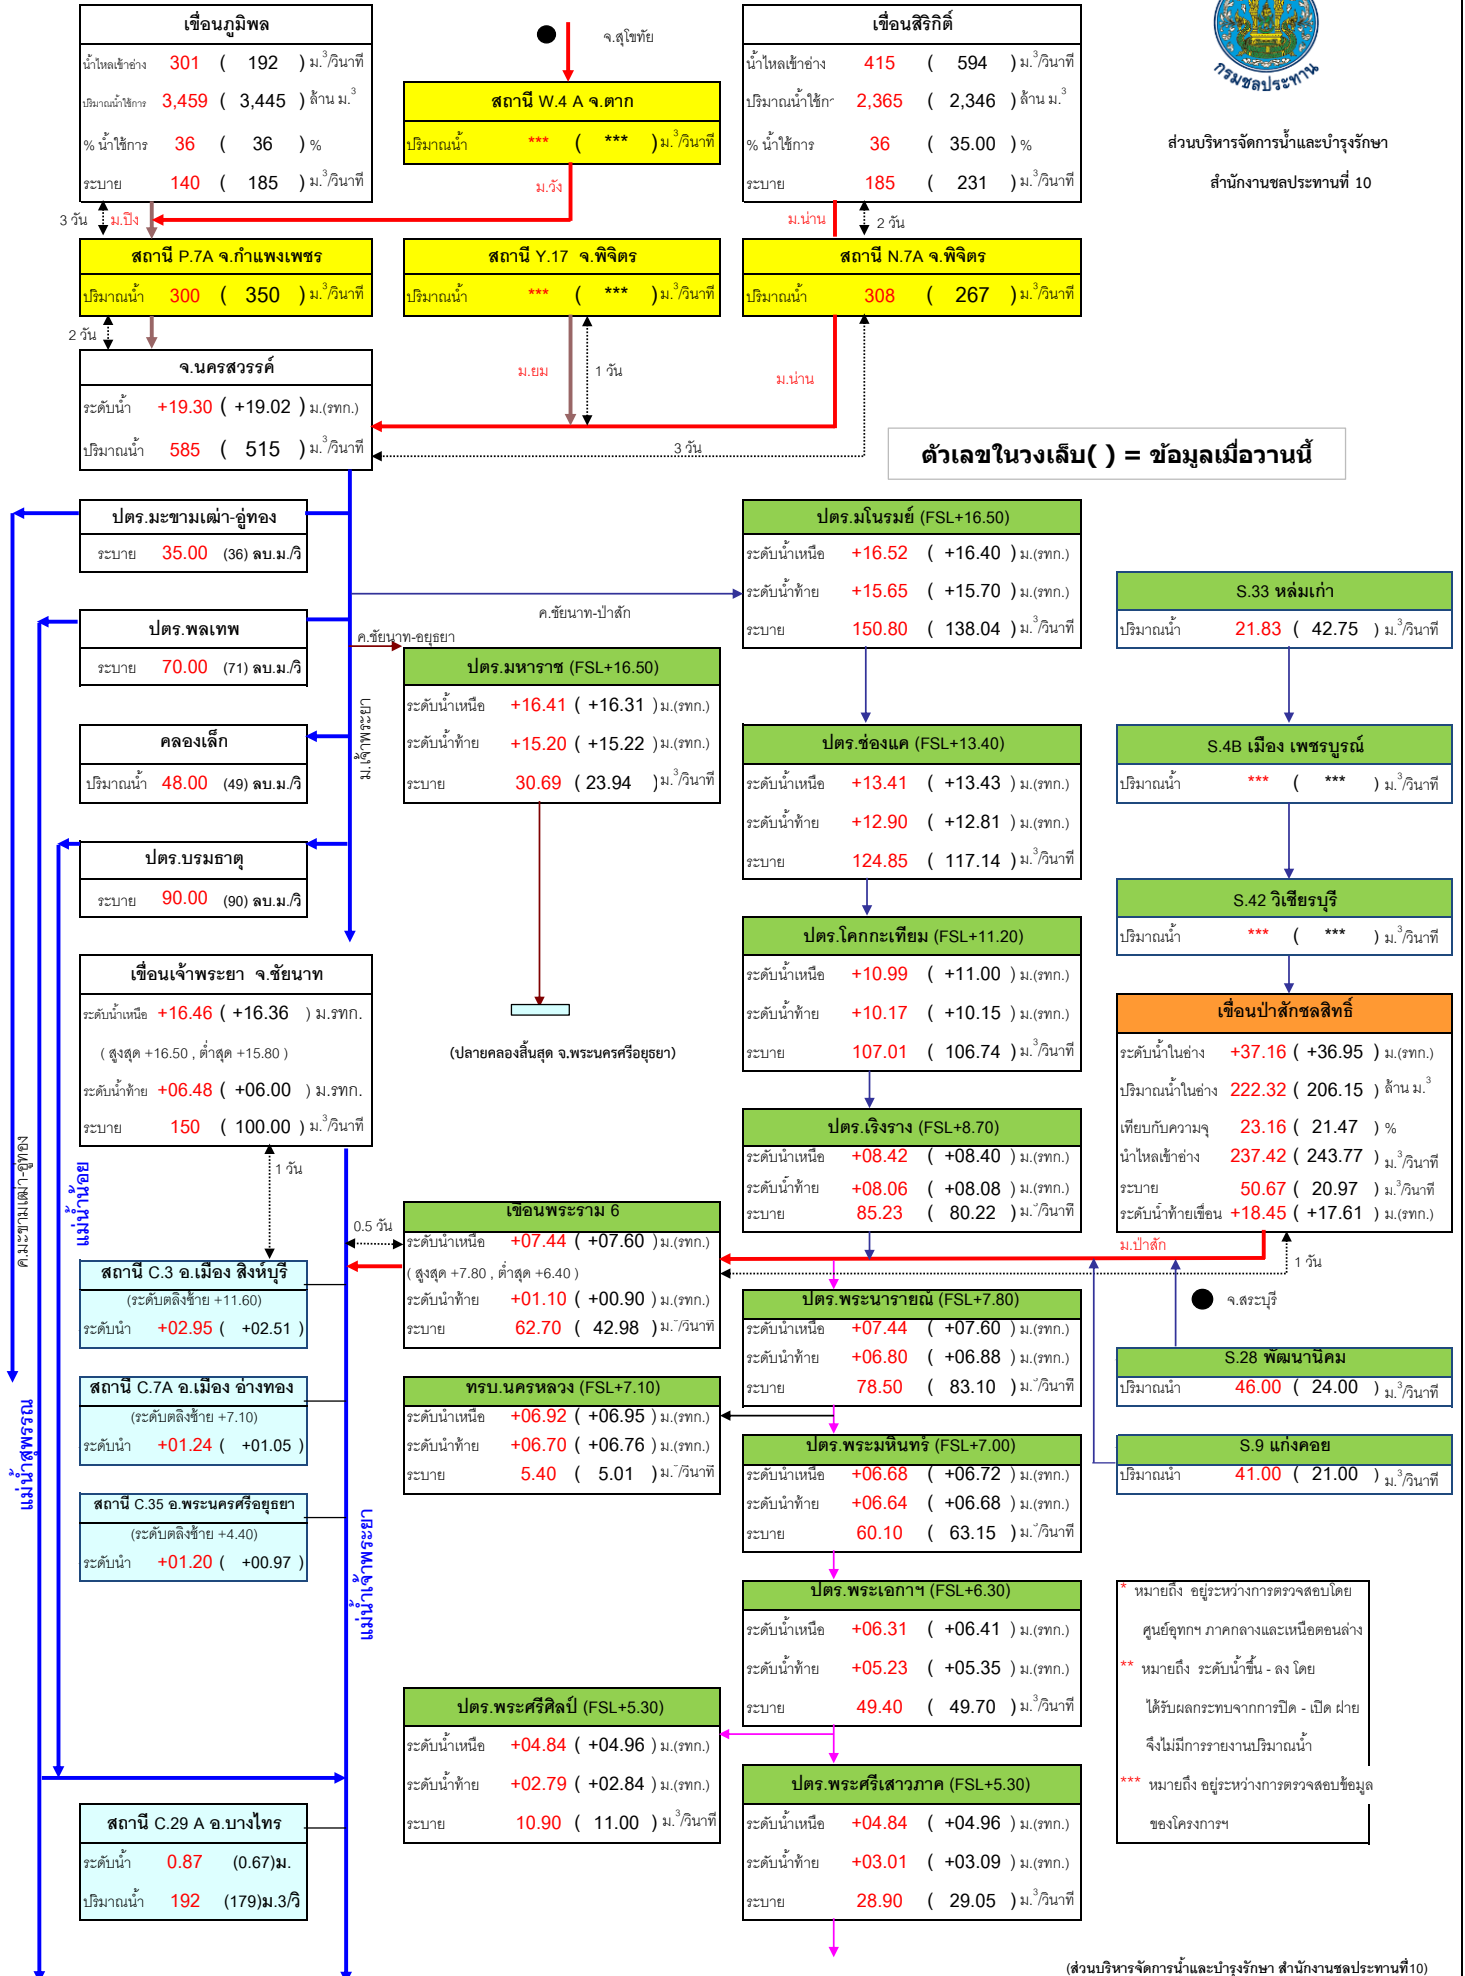 เขื่อนภูมิพล
น้ำไหลเข้าอ่าง 301 ( 192 ) ม.3/วินาที
ปริมาณน้ำใช้การ 3,459 ( 3,445 ) ล้าน ม.3
% น้ำใช้การ 36 ( 36 ) %
ระบาย 140 ( 185 ) ม.3/วินาที
จ.สุโขทัย
สถานี W.4 A จ.ตาก
ปริมาณน้ำ *** ( *** ) ม.3/วินาที
ม.วัง
เขื่อนสิริกิติ์
น้ำไหลเข้าอ่าง 415 ( 594 ) ม.3/วินาที
ปริมาณน้ำใช้กา 2,365 ( 2,346 ) ล้าน ม.3
% น้ำใช้การ 36 ( 35.00 ) %
ระบาย 185 ( 231 ) ม.3/วินาที
กรมชลประทาน
ส่วนบริหารจัดการน้ำและบำรุงรักษา
สำนักงานชลประทานที่ 10
3 วัน ม.ปิง
ม.น่าน 2 วัน
สถานี P.7A จ.กำแพงเพชร
ปริมาณน้ำ 300 ( 350 ) ม.3/วินาที
สถานี Y.17 จ.พิจิตร
ปริมาณน้ำ *** ( *** ) ม.3/วินาที
สถานี N.7A จ.พิจิตร
ปริมาณน้ำ 308 ( 267 ) ม.3/วินาที
2 วัน
ม.ยม 1 วัน ม.น่าน
จ.นครสวรรค์
ระดับน้ำ +19.30 ( +19.02 ) ม.(รทก.)
ปริมาณน้ำ 585 ( 515 ) ม.3/วินาที
3 วัน
ตัวเลขในวงเล็บ( ) = ข้อมูลเมื่อวานนี้
ปตร.มะขามเฒ่า-อู่ทอง
ระบาย 35.00 (36) ลบ.ม./วิ
ปตร.พลเทพ
ระบาย 70.00 (71) ลบ.ม./วิ
คลองเล็ก
ปริมาณน้ำ 48.00 (49) ลบ.ม./วิ
ปตร.บรมธาตุ
ระบาย 90.00 (90) ลบ.ม./วิ
ม.เจ้าพระยา
ค.ชัยนาท-ป่าสัก
ค.ชัยนาท-อยุธยา
ปตร.มหาราช (FSL+16.50)
ระดับน้ำเหนือ +16.41 ( +16.31 ) ม.(รทก.)
ระดับน้ำท้าย +15.20 ( +15.22 ) ม.(รทก.)
ระบาย 30.69 ( 23.94 ) ม.3/วินาที
(ปลายคลองสิ้นสุด จ.พระนครศรีอยุธยา)
ปตร.มโนรมย์ (FSL+16.50)
ระดับน้ำเหนือ +16.52 ( +16.40 ) ม.(รทก.)
ระดับน้ำท้าย +15.65 ( +15.70 ) ม.(รทก.)
ระบาย 150.80 ( 138.04 ) ม.3/วินาที
ปตร.ช่องแค (FSL+13.40)
ระดับน้ำเหนือ +13.41 ( +13.43 ) ม.(รทก.)
ระดับน้ำท้าย +12.90 ( +12.81 ) ม.(รทก.)
ระบาย 124.85 ( 117.14 ) ม.3/วินาที
ปตร.โคกกะเทียม (FSL+11.20)
ระดับน้ำเหนือ +10.99 ( +11.00 ) ม.(รทก.)
ระดับน้ำท้าย +10.17 ( +10.15 ) ม.(รทก.)
ระบาย 107.01 ( 106.74 ) ม.3/วินาที
ปตร.เริงราง (FSL+8.70)
ระดับน้ำเหนือ +08.42 ( +08.40 ) ม.(รทก.)
ระดับน้ำท้าย +08.06 ( +08.08 ) ม.(รทก.)
ระบาย 85.23 ( 80.22 ) ม.3/วินาที
S.33 หล่มเก่า
ปริมาณน้ำ 21.83 ( 42.75 ) ม.3/วินาที
S.4B เมือง เพชรบูรณ์
ปริมาณน้ำ *** ( *** ) ม.3/วินาที
S.42 วิเชียรบุรี
ปริมาณน้ำ *** ( *** ) ม.3/วินาที
เขื่อนป่าสักชลสิทธิ์
ระดับน้ำในอ่าง +37.16 ( +36.95 ) ม.(รทก.)
ปริมาณน้ำในอ่าง 222.32 ( 206.15 ) ล้าน ม.3
เทียบกับความจุ 23.16 ( 21.47 ) %
น้ำไหลเข้าอ่าง 237.42 ( 243.77 ) ม.3/วินาที
ระบาย 50.67 ( 20.97 ) ม.3/วินาที
ระดับน้ำท้ายเขื่อน +18.45 ( +17.61 ) ม.(รทก.)
ม.ป่าสัก
1 วัน
จ.สระบุรี
เขื่อนเจ้าพระยา จ.ชัยนาท
ระดับน้ำเหนือ +16.46 ( +16.36 ) ม.รทก.
( สูงสุด +16.50 , ต่ำสุด +15.80 )
ระดับน้ำท้าย +06.48 ( +06.00 ) ม.รทก.
ระบาย 150 ( 100.00 ) ม.3/วินาที
1 วัน
ค.มะขามเฒ่า-อู่ทอง
แม่น้ำน้อย
แม่น้ำสุพรรณ
แม่น้ำเจ้าพระยา
0.5 วัน
เขื่อนพระราม 6
ระดับน้ำเหนือ +07.44 ( +07.60 ) ม.(รทก.)
( สูงสุด +7.80 , ต่ำสุด +6.40 )
ระดับน้ำท้าย +01.10 ( +00.90 ) ม.(รทก.)
ระบาย 62.70 ( 42.98 ) ม.3/วินาที
สถานี C.3 อ.เมือง สิงห์บุรี
(ระดับตลิ่งซ้าย +11.60)
ระดับน้ำ +02.95 ( +02.51 )
สถานี C.7A อ.เมือง อ่างทอง
(ระดับตลิ่งซ้าย +7.10)
ระดับน้ำ +01.24 ( +01.05 )
สถานี C.35 อ.พระนครศรีอยุธยา
(ระดับตลิ่งซ้าย +4.40)
ระดับน้ำ +01.20 ( +00.97 )
ทรบ.นครหลวง (FSL+7.10)
ระดับน้ำเหนือ +06.92 ( +06.95 ) ม.(รทก.)
ระดับน้ำท้าย +06.70 ( +06.76 ) ม.(รทก.)
ระบาย 5.40 ( 5.01 ) ม.3/วินาที
ปตร.พระนารายณ์ (FSL+7.80)
ระดับน้ำเหนือ +07.44 ( +07.60 ) ม.(รทก.)
ระดับน้ำท้าย +06.80 ( +06.88 ) ม.(รทก.)
ระบาย 78.50 ( 83.10 ) ม.3/วินาที
ปตร.พระมหินทร์ (FSL+7.00)
ระดับน้ำเหนือ +06.68 ( +06.72 ) ม.(รทก.)
ระดับน้ำท้าย +06.64 ( +06.68 ) ม.(รทก.)
ระบาย 60.10 ( 63.15 ) ม.3/วินาที
S.28 พัฒนานิคม
ปริมาณน้ำ 46.00 ( 24.00 ) ม.3/วินาที
S.9 แก่งคอย
ปริมาณน้ำ 41.00 ( 21.00 ) ม.3/วินาที
ปตร.พระเอกาฯ (FSL+6.30)
ระดับน้ำเหนือ +06.31 ( +06.41 ) ม.(รทก.)
ระดับน้ำท้าย +05.23 ( +05.35 ) ม.(รทก.)
ระบาย 49.40 ( 49.70 ) ม.3/วินาที
ปตร.พระศรีศิลป์ (FSL+5.30)
ระดับน้ำเหนือ +04.84 ( +04.96 ) ม.(รทก.)
ระดับน้ำท้าย +02.79 ( +02.84 ) ม.(รทก.)
ระบาย 10.90 ( 11.00 ) ม.3/วินาที
ปตร.พระศรีเสาวภาค (FSL+5.30)
ระดับน้ำเหนือ +04.84 ( +04.96 ) ม.(รทก.)
ระดับน้ำท้าย +03.01 ( +03.09 ) ม.(รทก.)
ระบาย 28.90 ( 29.05 ) ม.3/วินาที
สถานี C.29 A อ.บางไทร
ระดับน้ำ 0.87 (0.67)ม.
ปริมาณน้ำ 192 (179)ม.3/วิ
* หมายถึง อยู่ระหว่างการตรวจสอบโดย
ศูนย์อุทกฯ ภาคกลางและเหนือตอนล่าง
** หมายถึง ระดับน้ำขึ้น - ลง โดย
ได้รับผลกระทบจากการปิด - เปิด ฝาย
จึงไม่มีการรายงานปริมาณน้ำ
*** หมายถึง อยู่ระหว่างการตรวจสอบข้อมูล
ของโครงการฯ
(ส่วนบริหารจัดการน้ำและบำรุงรักษา สำนักงานชลประทานที่10)